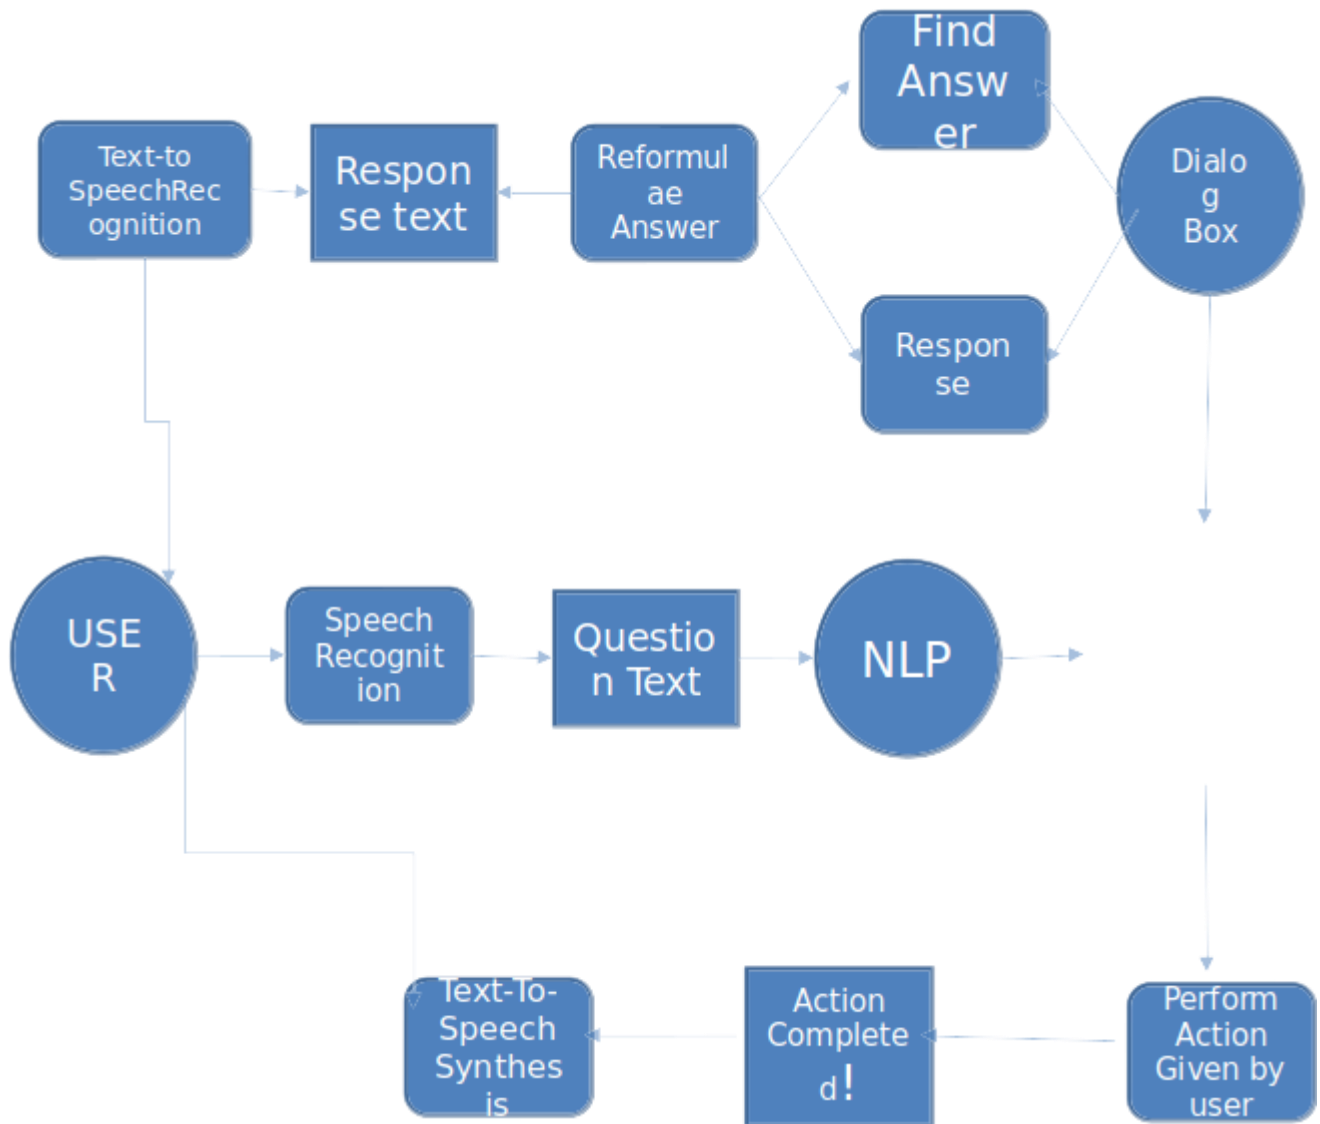 Find
Answ
er
Text-to
SpeechRec
ognition
Respon
se text
Reformul
ae
Answer
Dialo
g
Box
Respon
se
USE
R
Speech
Recognit
ion
Questio
n Text
NLP
Text-To-
Speech
Synthes
is
Action
Complete
d!
Perform
Action
Given by
user